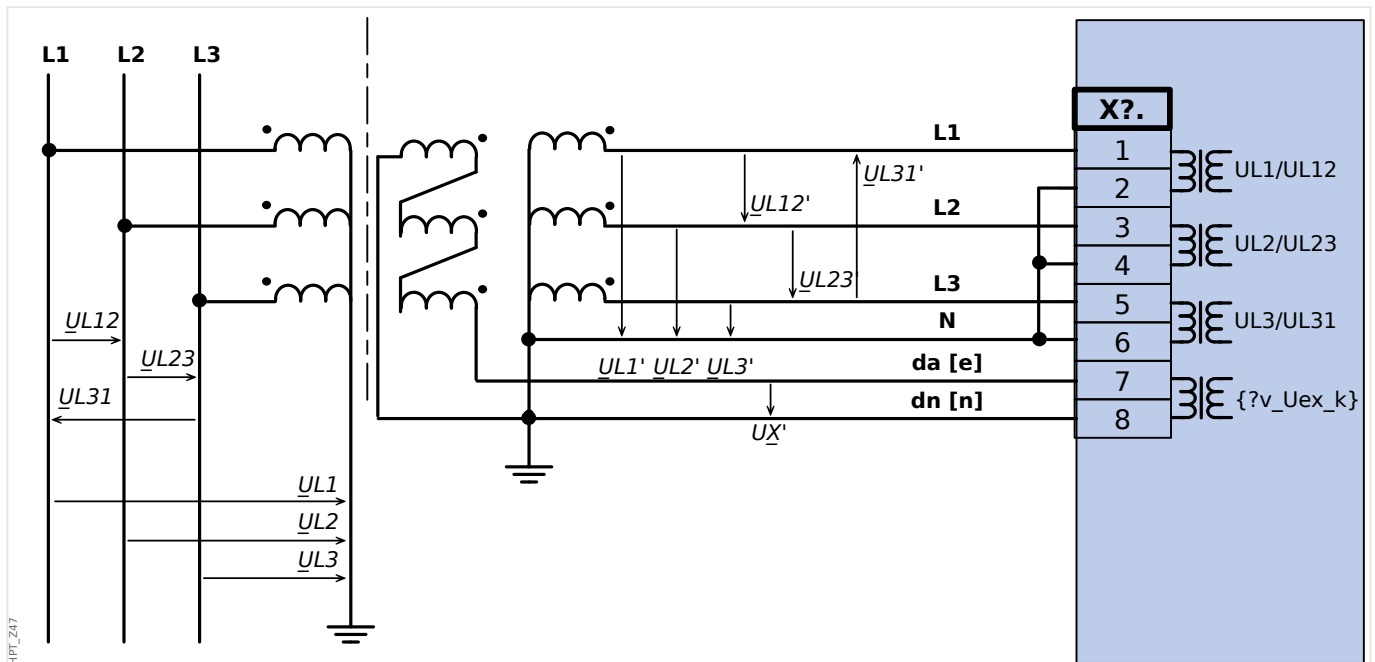 L1 L2 L3
X?.
L1
1
UL1/UL12
UL31'
2
UL12'
L2
3
UL2/UL23
4
UL23'
L3
5
UL3/UL31
N
6
UL12
UL23
UL31
UL1' UL2' UL3'
da [e]
7
{?v_Uex_k}
dn [n]
8
UX'
UL1
UL2
UL3
HPT_Z47